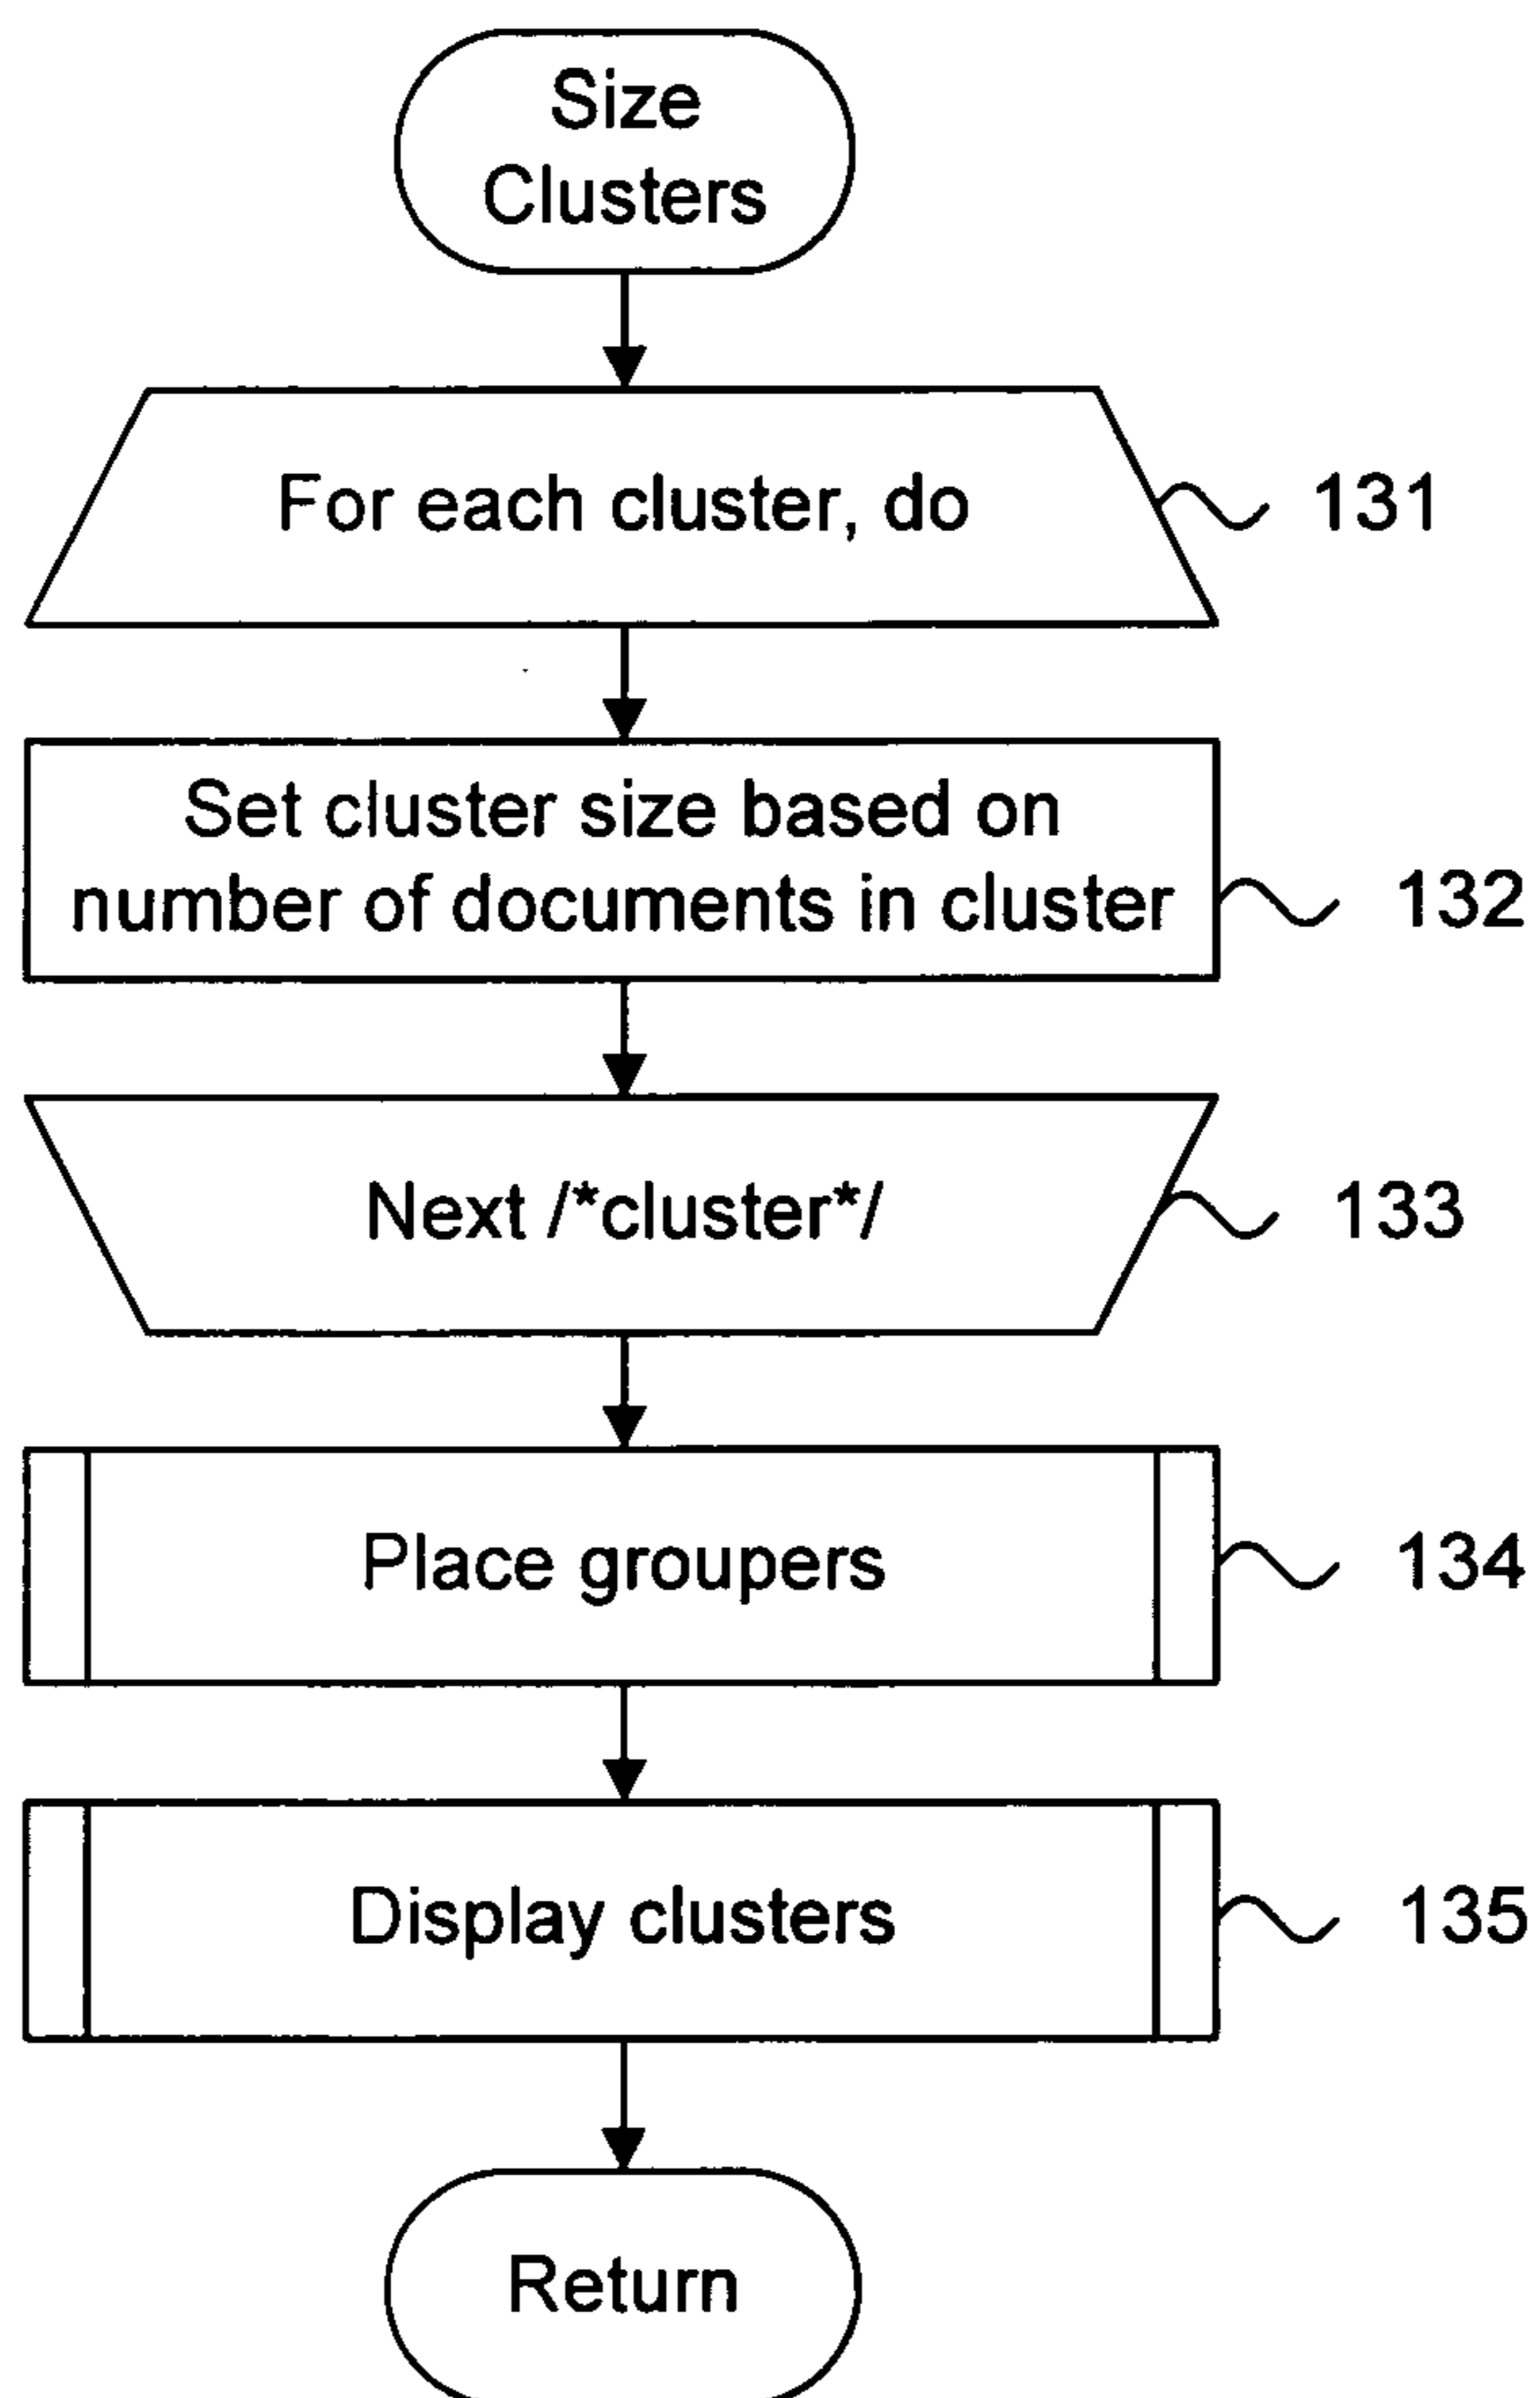 Size
Clusters
For each cluster, do
131
Set cluster size based on
number of documents in cluster
132
Next /*cluster*/
133
Place groupers
134
Display clusters
135
Return